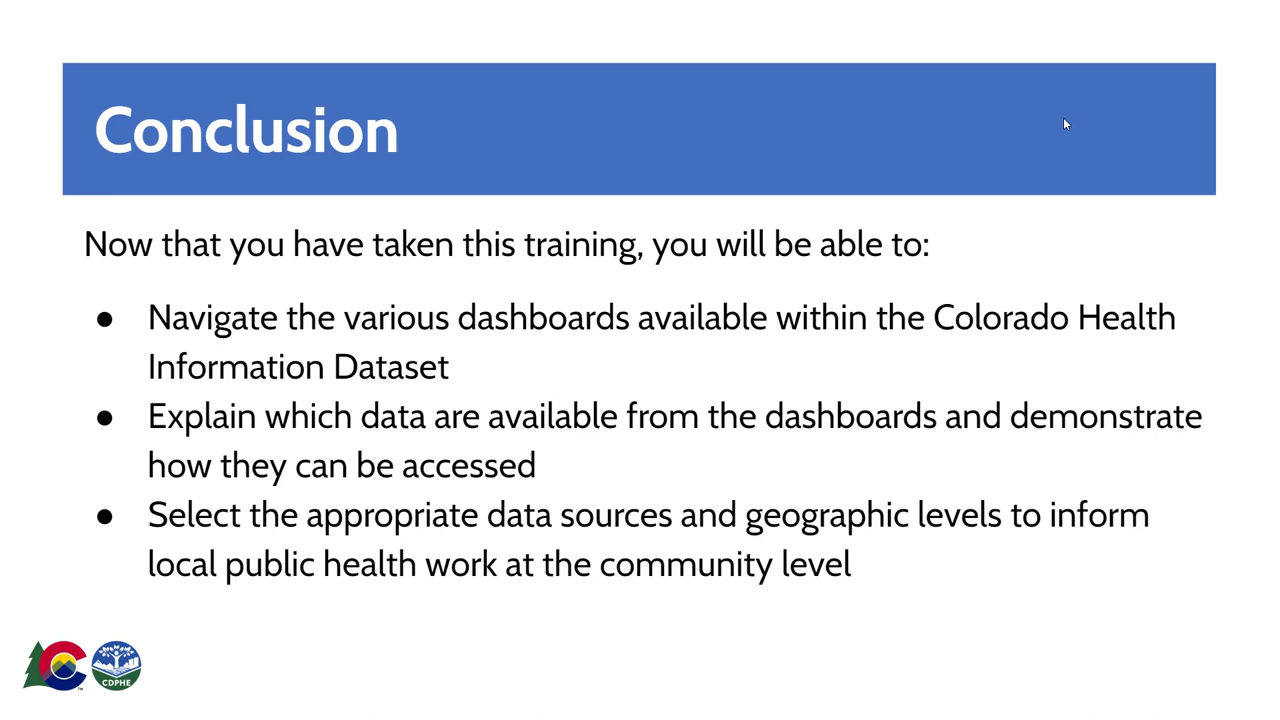 Conclusion
Now that you have taken this training, you will be able to:
● Navigate the various dashboards available within the Colorado Health
Information Dataset
● Explain which data are available from the dashboards and demonstrate
how they can be accessed
● Select the appropriate data sources and geographic levels to inform
local public health work at the community level
CDPHE